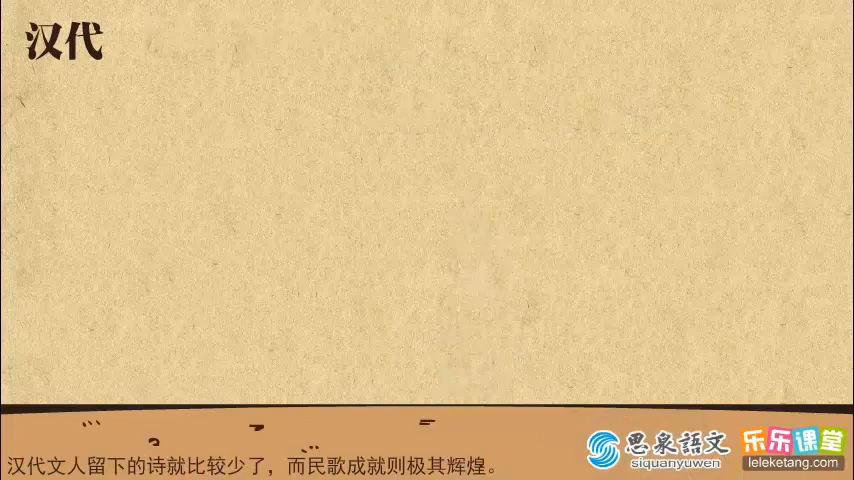 汉代
思泉語文
siquanyuwen
乐乐课堂
leleketang.com
汉代文人留下的诗就比较少了，而民歌成就则极其辉煌。